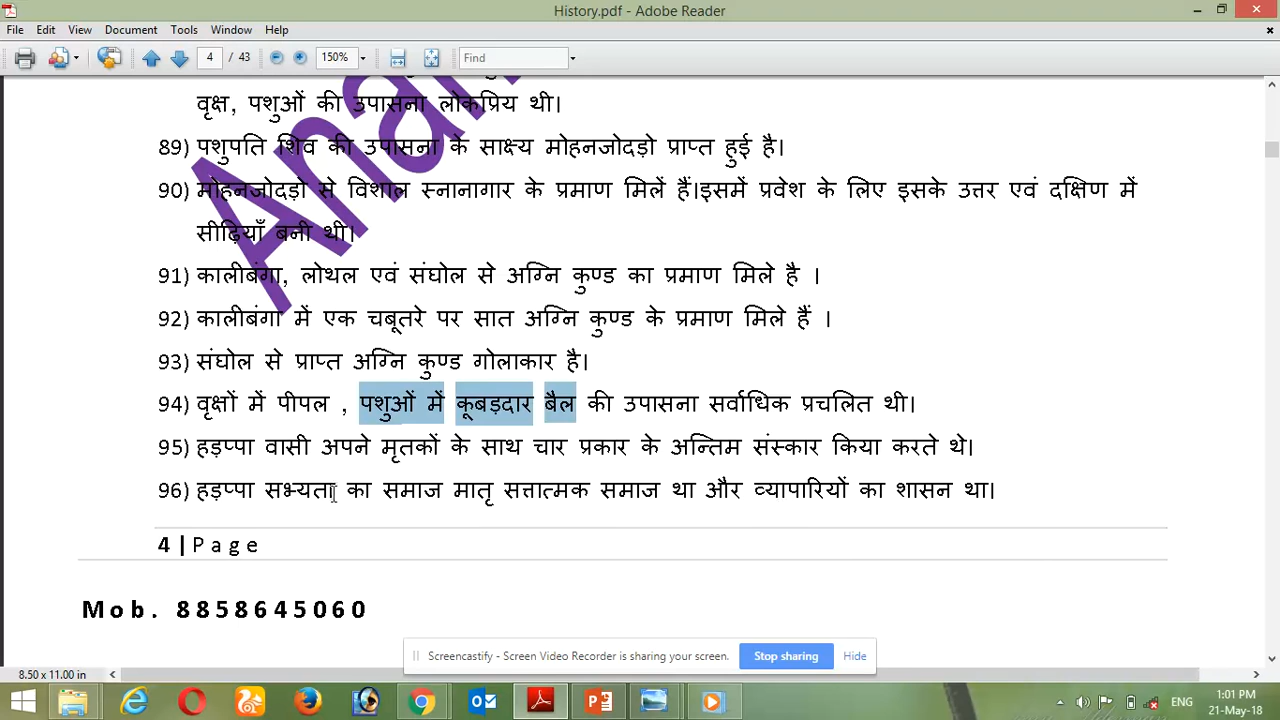 History.pdf - Adobe Reader
File Edit View Document Tools Window Help
4 / 43 150% Find
वृक्ष, पशुओं की उपासना लोकप्रिय थी।
89) पशुपति शिव की उपासना के साक्ष्य मोहनजोदड़ो प्राप्त हुई है।
90) मोहनजोदड़ो से विशाल स्नानागार के प्रमाण मिलें हैं।इसमें प्रवेश के लिए इसके उत्तर एवं दक्षिण में
सीढ़ियाँ बनी थी।
91) कालीबंगा, लोथल एवं संघोल से अग्नि कुण्ड का प्रमाण मिले है ।
92) कालीबंगा में एक चबूतरे पर सात अग्नि कुण्ड के प्रमाण मिले हैं ।
93) संघोल से प्राप्त अग्नि कुण्ड गोलाकार है।
94) वृक्षों में पीपल , पशुओं में कूबड़दार बैल की उपासना सर्वाधिक प्रचलित थी।
95) हड़प्पा वासी अपने मृतकों के साथ चार प्रकार के अन्तिम संस्कार किया करते थे।
96) हड़प्पा सभ्यता का समाज मातृ सत्तात्मक समाज था और व्यापारियों का शासन था।
4 | Page
Mob. 8858645060
Screencastify - Screen Video Recorder is sharing your screen. Stop sharing Hide
8.50 x 11.00 in
ENG
1:01 PM
21-May-18